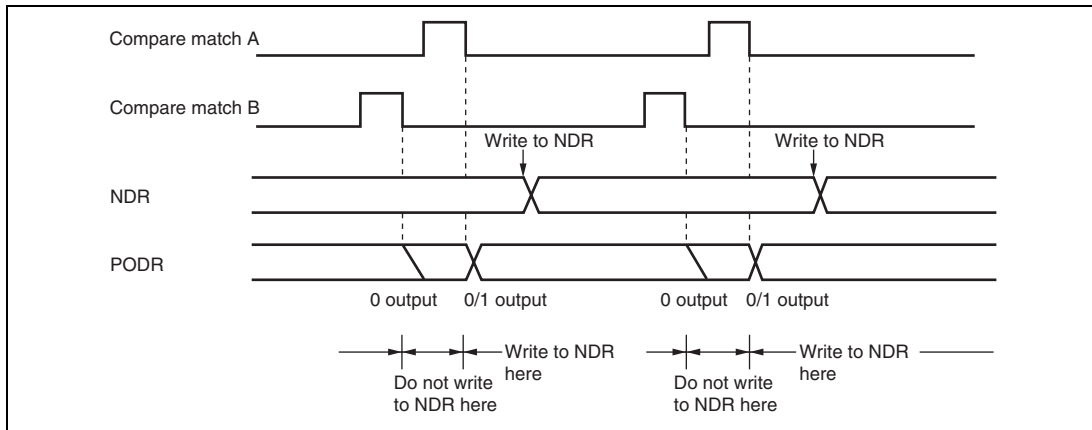 Compare match A
Compare match B
Write to NDR Write to NDR
NDR
PODR
0 output 0/1 output 0 output 0/1 output
Write to NDR here Write to NDR here
Do not write to NDR here Do not write to NDR here